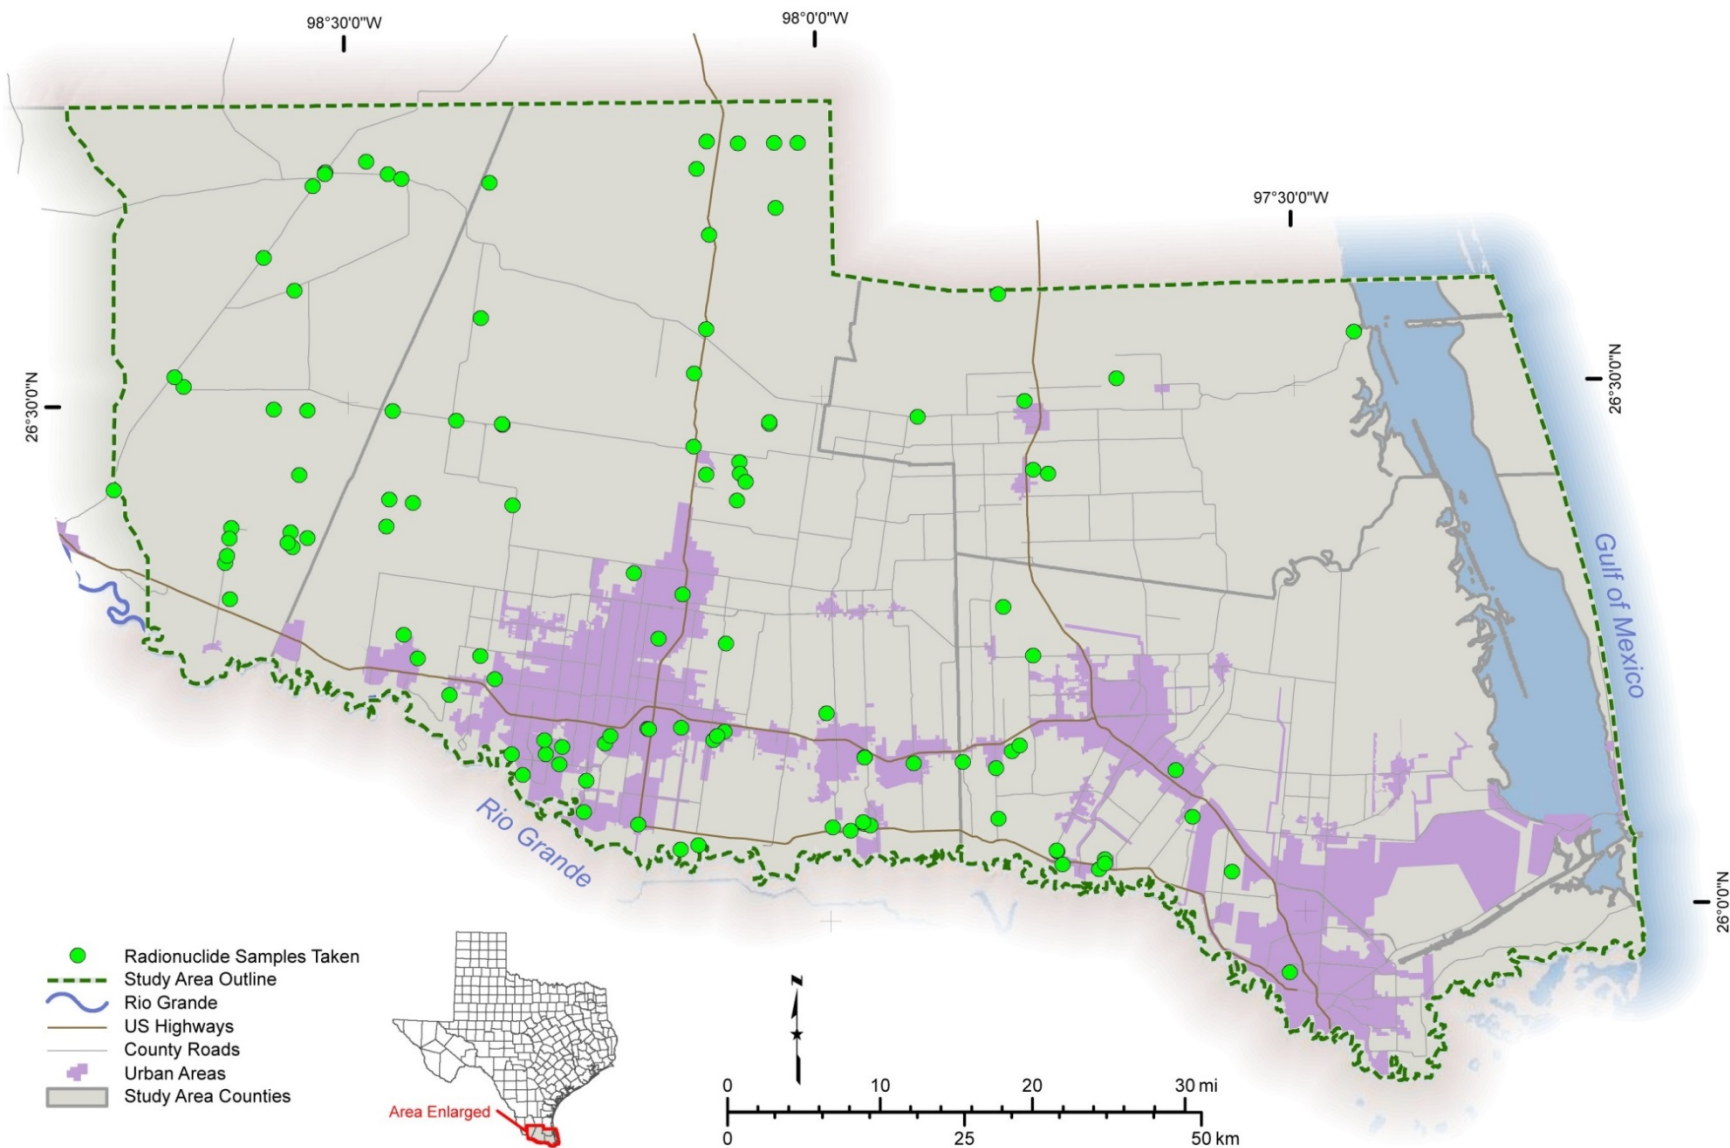 98°30'0"W
98°0'0"W
97°30'0"W
26°30'0"N
26°30'0"N
Gulf of Mexico
Rio Grande
26°0'0"N
Radionuclide Samples Taken
Study Area Outline
Rio Grande
US Highways
County Roads
Urban Areas
Study Area Counties
Area Enlarged
N
0 10 20 30 mi
0 25 50 km